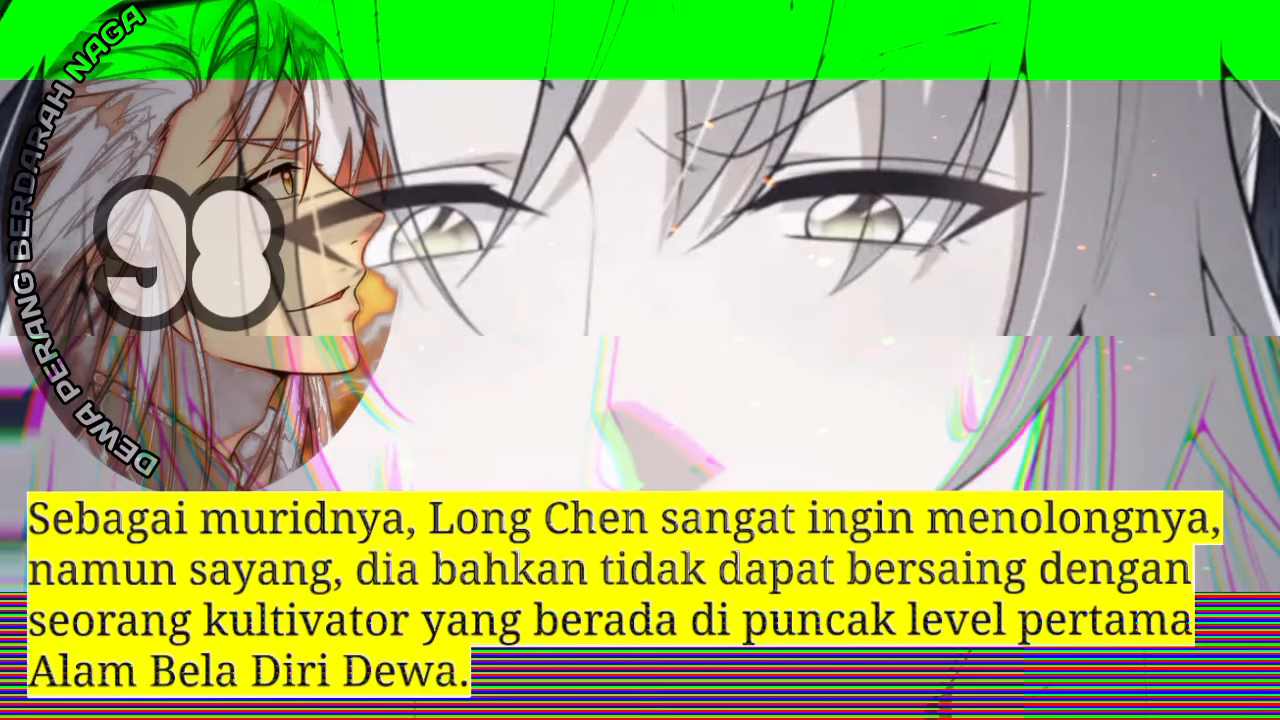 DEWA PERANG BERDARAH NAGA
98
Sebagai muridnya, Long Chen sangat ingin menolongnya,
namun sayang, dia bahkan tidak dapat bersaing dengan
seorang kultivator yang berada di puncak level pertama
Alam Bela Diri Dewa.